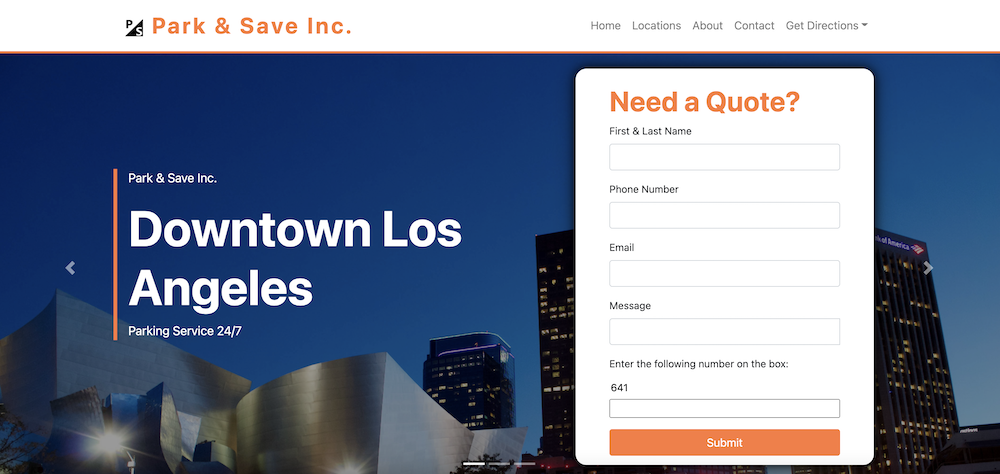 PS Park & Save Inc.
Home Locations About Contact Get Directions
Park & Save Inc.
Downtown Los
Angeles
Parking Service 24/7
Need a Quote?
First & Last Name
Phone Number
Email
Message
Enter the following number on the box:
641
Submit
of America